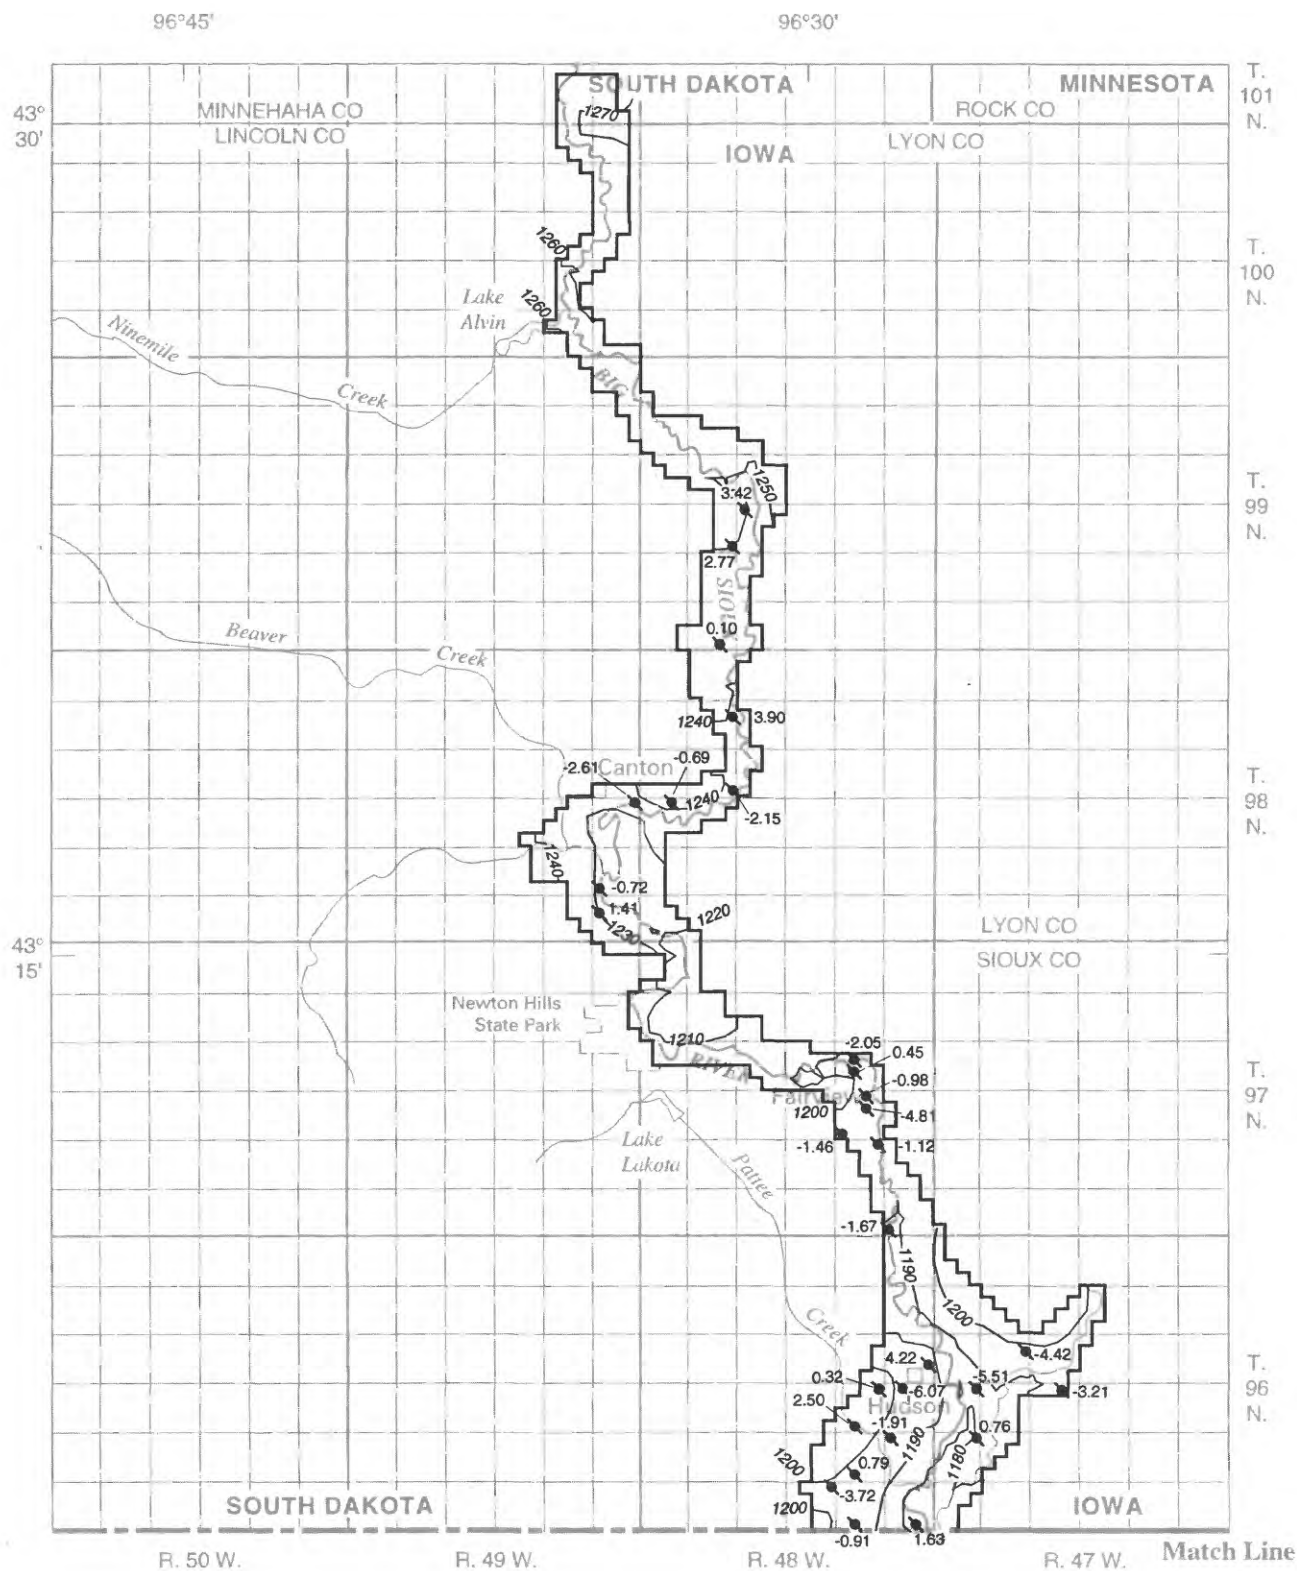 96°45'
96°30'
SOUTH DAKOTA
MINNESOTA
T.
101
N.
43°
30'
MINNEHAHA CO
LINCOLN CO
1270
ROCK CO
LYON CO
IOWA
1260
T.
100
N.
Lake
Alvin
1260
Ninemile
Creek
BIG
3.42
1250
T.
99
N.
2.77
SIOUX
0.10
Beaver
Creek
1240
3.90
-0.69
-2.61
Canton
1240
-2.15
T.
98
N.
1240
-0.72
1.41
1230
1220
43°
15'
LYON CO
SIOUX CO
Newton Hills
State Park
1210
RIVER
-2.05
0.45
-0.98
Fairview
1200
-4.81
-1.46
-1.12
T.
97
N.
Lake
Lakota
Pattee
Creek
-1.67
1190
1200
4.22
-4.42
0.32
-6.07
-5.51
-3.21
T.
96
N.
2.50
Hudson
-1.91
1190
0.76
0.79
1180
1200
-3.72
1200
SOUTH DAKOTA
IOWA
-0.91
1.63
Match Line
R. 50 W.
R. 49 W.
R. 48 W.
R. 47 W.